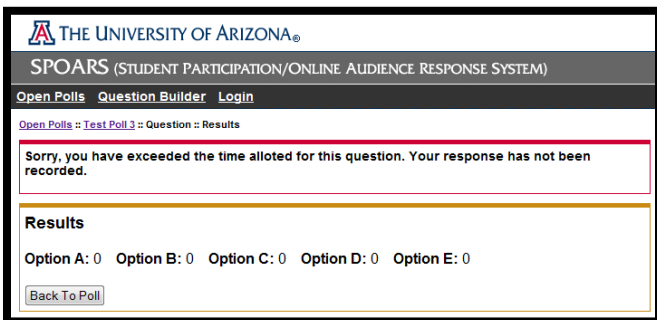 THE UNIVERSITY OF ARIZONA®
SPOARS (STUDENT PARTICIPATION/ONLINE AUDIENCE RESPONSE SYSTEM)
Open Polls Question Builder Login
Open Polls :: Test Poll 3 :: Question :: Results
Sorry, you have exceeded the time alloted for this question. Your response has not been
recorded.
Results
Option A: 0 Option B: 0 Option C: 0 Option D: 0 Option E: 0
Back To Poll